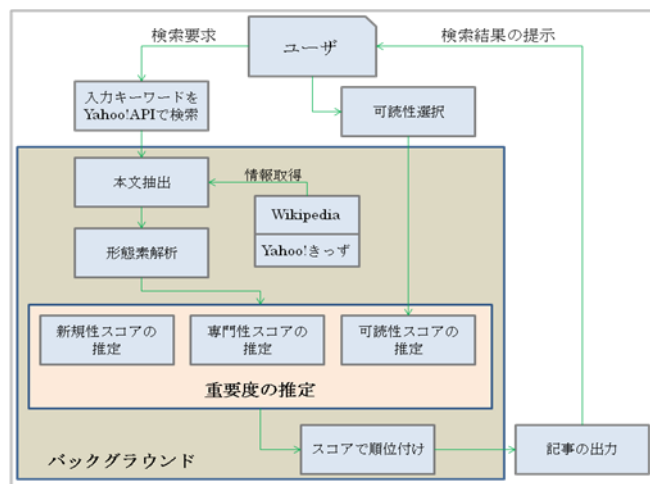 検索要求
ユーザ
検索結果の提示
入力キーワードを
Yahoo!APIで検索
可読性選択
本文抽出
情報取得
Wikipedia
Yahoo!きっず
形態素解析
新規性スコアの
推定
専門性スコアの
推定
可読性スコアの
推定
重要度の推定
スコアで順位付け
記事の出力
バックグラウンド